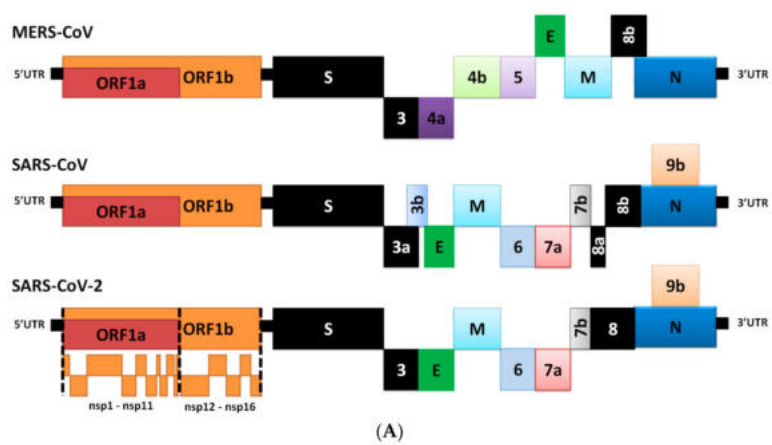 MERS-CoV
E 8b
5'UTR ORF1a ORF1b S 4b 5 M N 3'UTR
3 4a
SARS-CoV
9b
5'UTR ORF1a ORF1b S 3b M 7b 8b N 3'UTR
3a E 6 7a 8a
SARS-CoV-2
9b
5'UTR ORF1a ORF1b S M 7b 8 N 3'UTR
3 E 6 7a
nsp1 - nsp11 nsp12 - nsp16
(A)